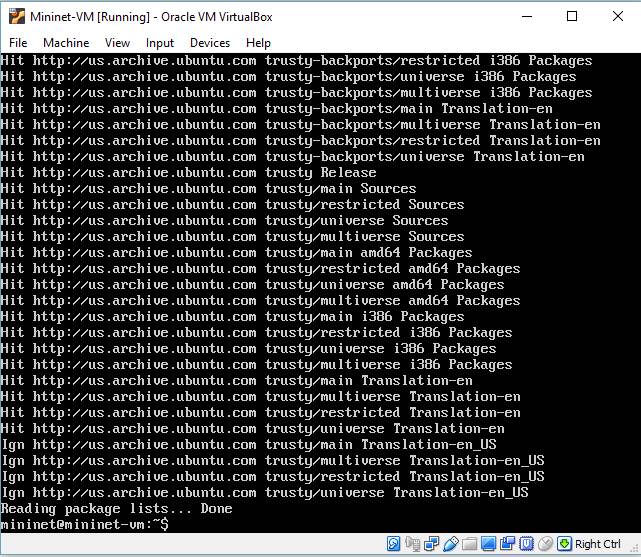 Mininet-VM [Running] - Oracle VM VirtualBox
File Machine View Input Devices Help
Hit http://us.archive.ubuntu.com trusty-backports/restricted i386 Packages
Hit http://us.archive.ubuntu.com trusty-backports/universe i386 Packages
Hit http://us.archive.ubuntu.com trusty-backports/multiverse i386 Packages
Hit http://us.archive.ubuntu.com trusty-backports/main Translation-en
Hit http://us.archive.ubuntu.com trusty-backports/multiverse Translation-en
Hit http://us.archive.ubuntu.com trusty-backports/restricted Translation-en
Hit http://us.archive.ubuntu.com trusty-backports/universe Translation-en
Hit http://us.archive.ubuntu.com trusty Release
Hit http://us.archive.ubuntu.com trusty/main Sources
Hit http://us.archive.ubuntu.com trusty/restricted Sources
Hit http://us.archive.ubuntu.com trusty/universe Sources
Hit http://us.archive.ubuntu.com trusty/multiverse Sources
Hit http://us.archive.ubuntu.com trusty/main amd64 Packages
Hit http://us.archive.ubuntu.com trusty/restricted amd64 Packages
Hit http://us.archive.ubuntu.com trusty/universe amd64 Packages
Hit http://us.archive.ubuntu.com trusty/multiverse amd64 Packages
Hit http://us.archive.ubuntu.com trusty/main i386 Packages
Hit http://us.archive.ubuntu.com trusty/restricted i386 Packages
Hit http://us.archive.ubuntu.com trusty/universe i386 Packages
Hit http://us.archive.ubuntu.com trusty/multiverse i386 Packages
Hit http://us.archive.ubuntu.com trusty/main Translation-en
Hit http://us.archive.ubuntu.com trusty/multiverse Translation-en
Hit http://us.archive.ubuntu.com trusty/restricted Translation-en
Hit http://us.archive.ubuntu.com trusty/universe Translation-en
Ign http://us.archive.ubuntu.com trusty/main Translation-en_US
Ign http://us.archive.ubuntu.com trusty/multiverse Translation-en_US
Ign http://us.archive.ubuntu.com trusty/restricted Translation-en_US
Ign http://us.archive.ubuntu.com trusty/universe Translation-en_US
Reading package lists... Done
mininet@mininet-vm:~$
Right Ctrl